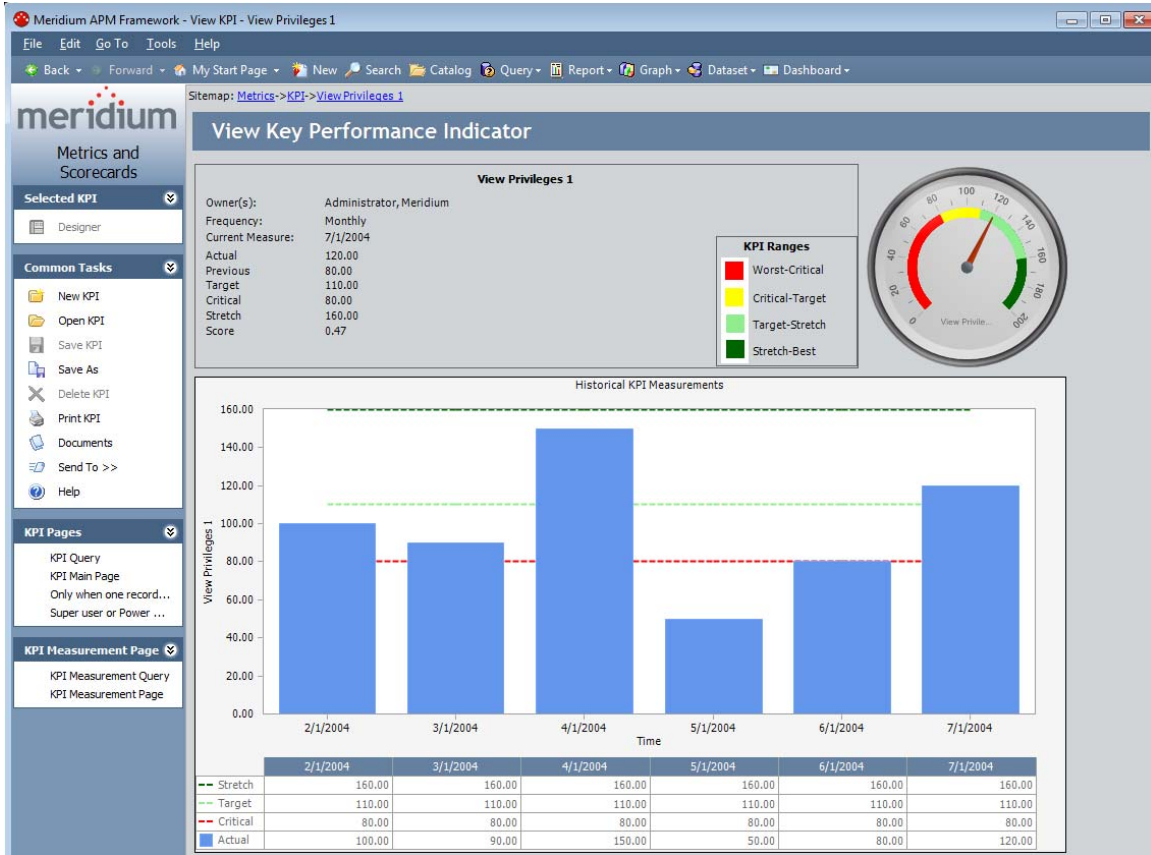 Meridium APM Framework - View KPI - View Privileges 1
File Edit Go To Tools Help
Back Forward My Start Page New Search Catalog Query Report Graph Dataset Dashboard
meridium
Metrics and
Scorecards
Selected KPI
Designer
Common Tasks
New KPI
Open KPI
Save KPI
Save As
Delete KPI
Print KPI
Documents
Send To >>
Help
KPI Pages
KPI Query
KPI Main Page
Only when one record...
Super user or Power ...
KPI Measurement Page
KPI Measurement Query
KPI Measurement Page
Sitemap: Metrics->KPI->View Privileges 1
View Key Performance Indicator
View Privileges 1
Owner(s): Administrator, Meridium
Frequency: Monthly
Current Measure: 7/1/2004
Actual 120.00
Previous 80.00
Target 110.00
Critical 80.00
Stretch 160.00
Score 0.47
KPI Ranges
Worst-Critical
Critical-Target
Target-Stretch
Stretch-Best
0 20 40 60 80 100 120 140 160 180 200
View Privile...
Historical KPI Measurements
160.00
140.00
120.00
100.00
80.00
60.00
40.00
20.00
0.00
View Privileges 1
2/1/2004 3/1/2004 4/1/2004 5/1/2004 6/1/2004 7/1/2004
Time
2/1/2004 3/1/2004 4/1/2004 5/1/2004 6/1/2004 7/1/2004
Stretch 160.00 160.00 160.00 160.00 160.00 160.00
Target 110.00 110.00 110.00 110.00 110.00 110.00
Critical 80.00 80.00 80.00 80.00 80.00 80.00
Actual 100.00 90.00 150.00 50.00 80.00 120.00